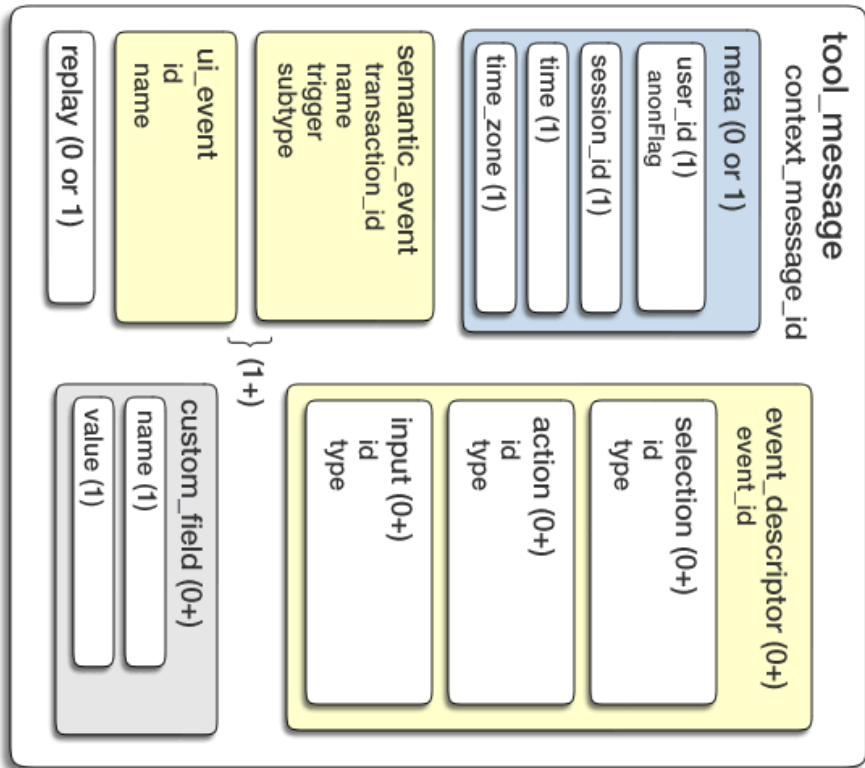 tool_message
context_message_id
meta (0 or 1)
user_id (1)
anonFlag
session_id (1)
time (1)
time_zone (1)
semantic_event
transaction_id
name
trigger
subtype
ui_event
id
name
} (1+)
replay (0 or 1)
event_descriptor (0+)
event_id
selection (0+)
id
type
action (0+)
id
type
input (0+)
id
type
custom_field (0+)
name (1)
value (1)